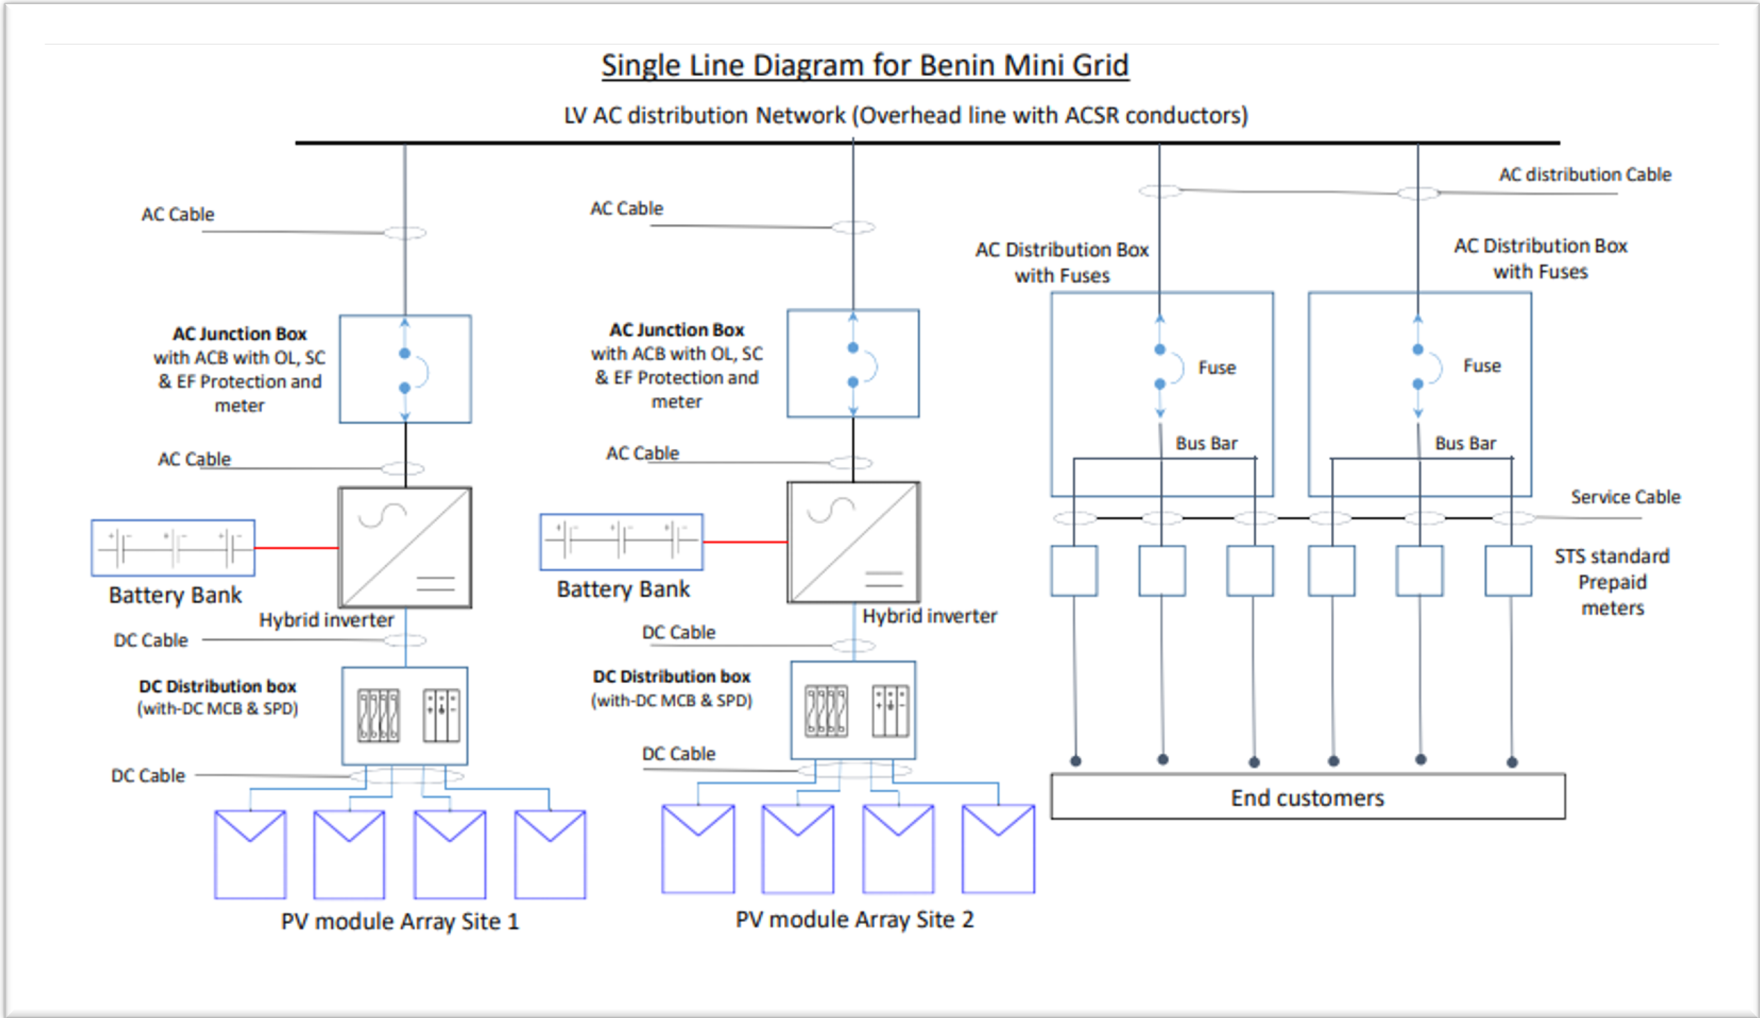 Single Line Diagram for Benin Mini Grid
LV AC distribution Network (Overhead line with ACSR conductors)
AC Cable
AC Junction Box
with ACB with OL, SC
& EF Protection and
meter
AC Cable
Battery Bank
Hybrid inverter
DC Cable
DC Distribution box
(with-DC MCB & SPD)
DC Cable
PV module Array Site 1
AC Cable
AC Junction Box
with ACB with OL, SC
& EF Protection and
meter
AC Cable
Battery Bank
Hybrid inverter
DC Cable
DC Distribution box
(with-DC MCB & SPD)
DC Cable
PV module Array Site 2
AC distribution Cable
AC Distribution Box
with Fuses
Fuse
Bus Bar
AC Distribution Box
with Fuses
Fuse
Bus Bar
Service Cable
STS standard
Prepaid
meters
End customers